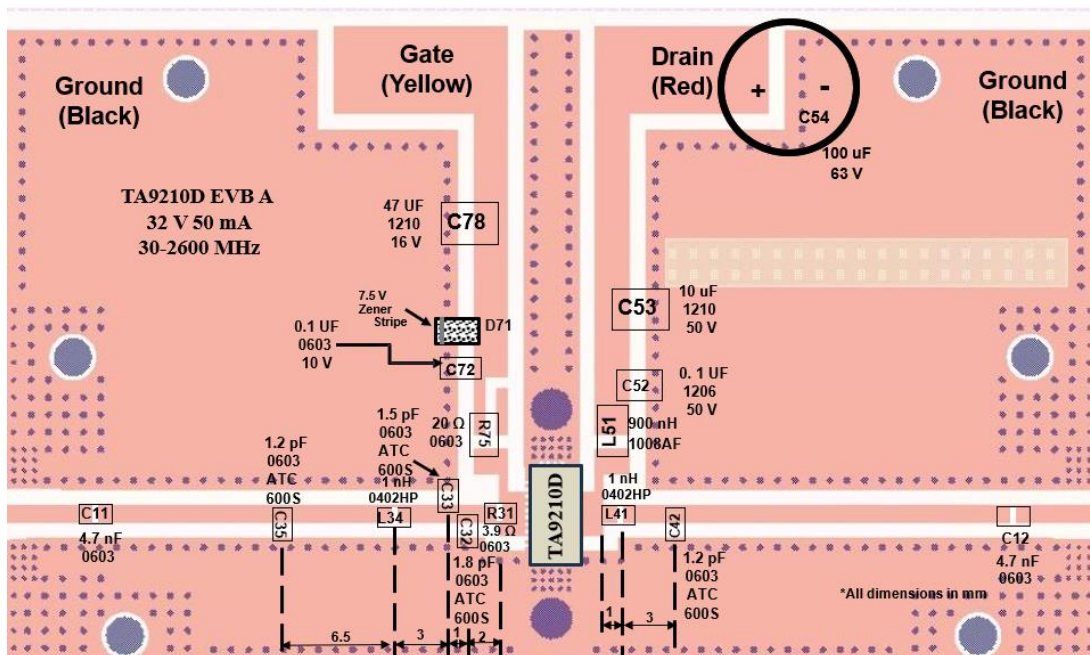 Ground
(Black)
Gate
(Yellow)
Drain
(Red)
+ -
C54
100 uF
63 V
Ground
(Black)
TA9210D EVB A
32 V 50 mA
30-2600 MHz
47 UF
1210
16 V
C78
7.5 V
Zener
Stripe
D71
0.1 UF
0603
10 V
C72
C53
10 uF
1210
50 V
C52
0. 1 UF
1206
50 V
1.5 pF
0603
ATC
600S
20 Ω
0603
R75
L51
900 nH
1008AF
1.2 pF
0603
ATC
600S
1 nH
0402HP
C33
1 nH
0402HP
TA9210D
C11
4.7 nF
0603
C35
L34
C32
R31
3.9 Ω
0603
1.8 pF
0603
ATC
600S
L41
C42
1.2 pF
0603
ATC
600S
C12
4.7 nF
0603
*All dimensions in mm
6.5
3
1
2
1
3